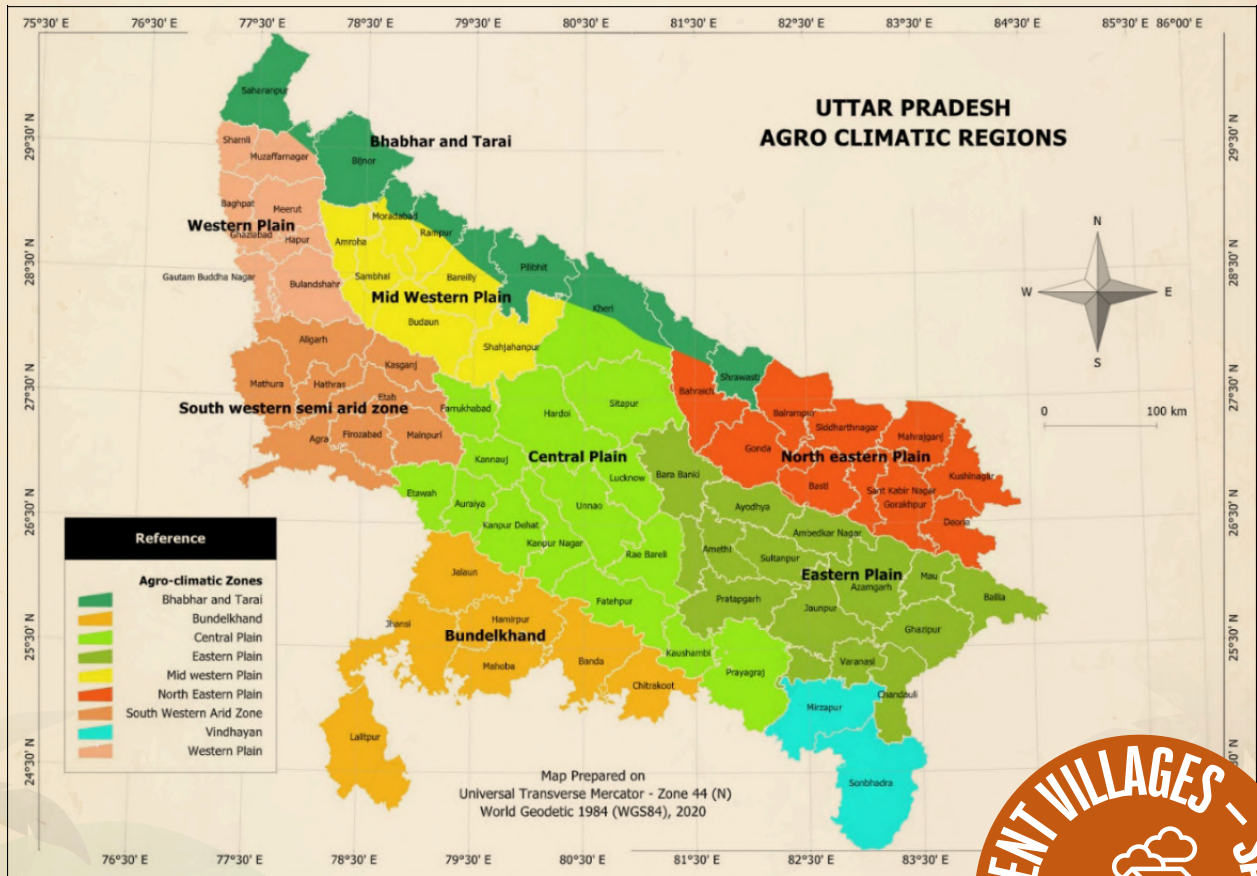 75°30' E
76°30' E
77°30' E
78°30' E
79°30' E
80°30' E
81°30' E
82°30' E
83°30' E
84°30' E
85°30' E
86°00' E
UTTAR PRADESH
AGRO CLIMATIC REGIONS
29°30' N
28°30' N
27°30' N
26°30' N
25°30' N
24°30' N
29°30' N
28°30' N
27°30' N
26°30' N
25°30' N
30' N
N
W
E
S
0
100 km
Saharanpur
Bhabhar and Tarai
Shamli
Muzaffarnagar
Bijnor
Baghpat
Meerut
Western Plain
Ghaziabad
Hapur
Gautam Buddha Nagar
Bulandshahr
Moradabad
Rampur
Amroha
Sambhal
Bareilly
Pilibhit
Mid Western Plain
Budaun
Shahjahanpur
Kheri
Aligarh
Kasganj
Mathura
Hathras
Etah
South western semi arid zone
Agra
Firozabad
Mainpuri
Farrukhabad
Hardoi
Sitapur
Bahraich
Shrawasti
Balrampur
Siddharthnagar
Mahrajganj
Gonda
North eastern Plain
Kushinagar
Basti
Sant Kabir Nagar
Gorakhpur
Deoria
Kannauj
Central Plain
Lucknow
Bara Banki
Etawah
Auraiya
Unnao
Ayodhya
Kanpur Dehat
Kanpur Nagar
Rae Bareli
Amethi
Ambedkar Nagar
Sultanpur
Eastern Plain
Azamgarh
Mau
Ballia
Jalaun
Fatehpur
Pratapgarh
Jaunpur
Ghazipur
Jhansi
Hamirpur
Bundelkhand
Mahoba
Banda
Chitrakoot
Kaushambi
Prayagraj
Varanasi
Chandauli
Mirzapur
Sonbhadra
Lalitpur
Reference
Agro-climatic Zones
Bhabhar and Tarai
Bundelkhand
Central Plain
Eastern Plain
Mid western Plain
North Eastern Plain
South Western Arid Zone
Vindhayan
Western Plain
Map Prepared on
Universal Transverse Mercator - Zone 44 (N)
World Geodetic 1984 (WGS84), 2020
76°30' E
77°30' E
78°30' E
79°30' E
80°30' E
81°30' E
82°30' E
83°30' E
ENT VILLAGES –